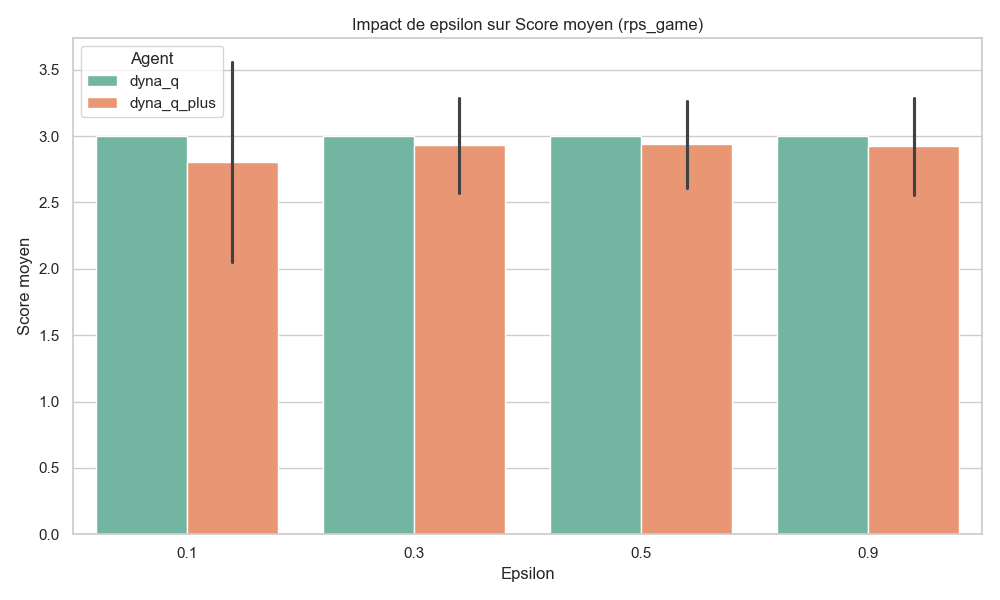 Impact de epsilon sur Score moyen (rps_game)
Agent
dyna_q
dyna_q_plus
3.5
3.0
2.5
2.0
1.5
1.0
0.5
0.0
Score moyen
0.1 0.3 0.5 0.9
Epsilon